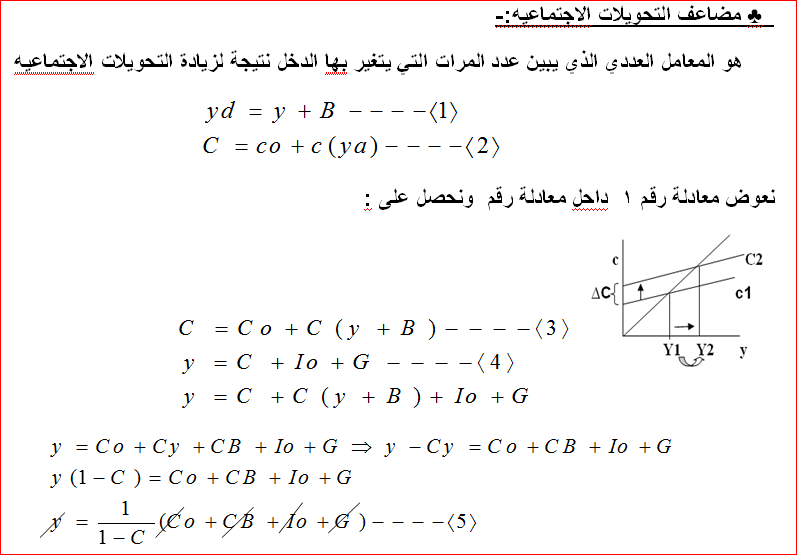 ♣ مضاعف التحويلات الاجتماعيه:-
هو المعامل العددي الذي يبين عدد المرات التي يتغير بها الدخل نتيجة لزيادة التحويلات الاجتماعيه
yd = y + B − − − −⟨1⟩
C = co + c (ya) − − − −⟨2⟩
نعوض معادلة رقم ١ داخل معادلة رقم ونحصل على :
c
C2
ΔC
c1
Y1 Y2 y
C = Co + C (y + B) − − − −⟨3⟩
y = C + Io + G − − − −⟨4⟩
y = C + C (y + B) + Io + G
y = Co + Cy + CB + Io + G ⇒ y − Cy = Co + CB + Io + G
y (1 − C) = Co + CB + Io + G
y = 1/(1 − C) (Co + CB + Io + G) − − − −⟨5⟩